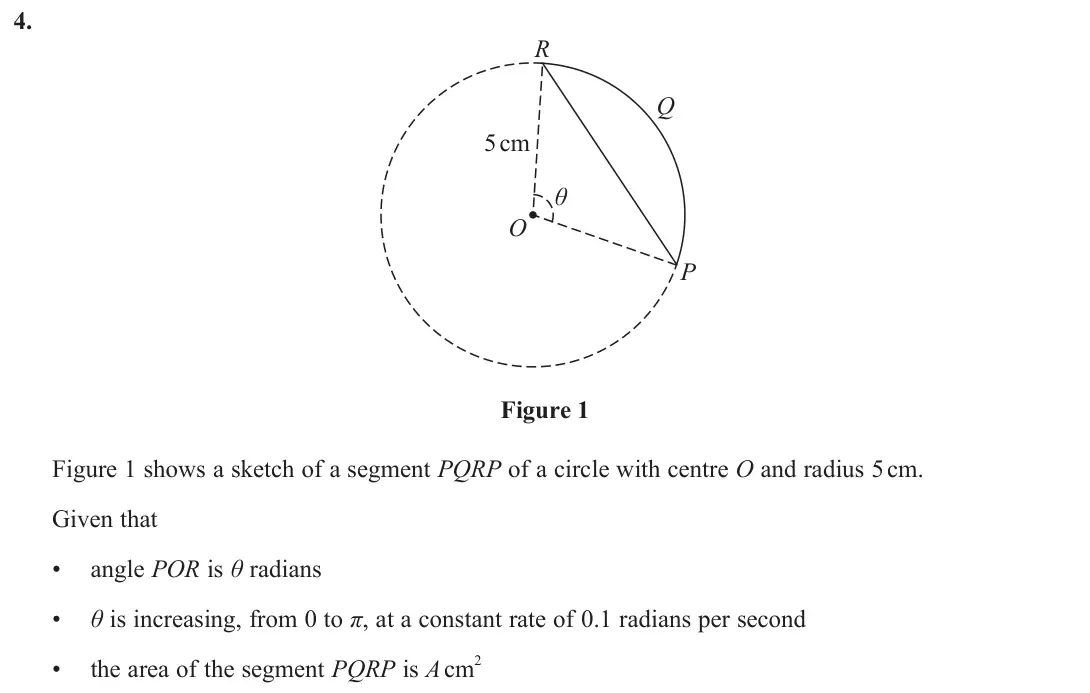 4.
R
Q
5 cm
θ
O
P
Figure 1
Figure 1 shows a sketch of a segment PQRP of a circle with centre O and radius 5 cm.
Given that
• angle POR is θ radians
• θ is increasing, from 0 to π, at a constant rate of 0.1 radians per second
• the area of the segment PQRP is A cm²